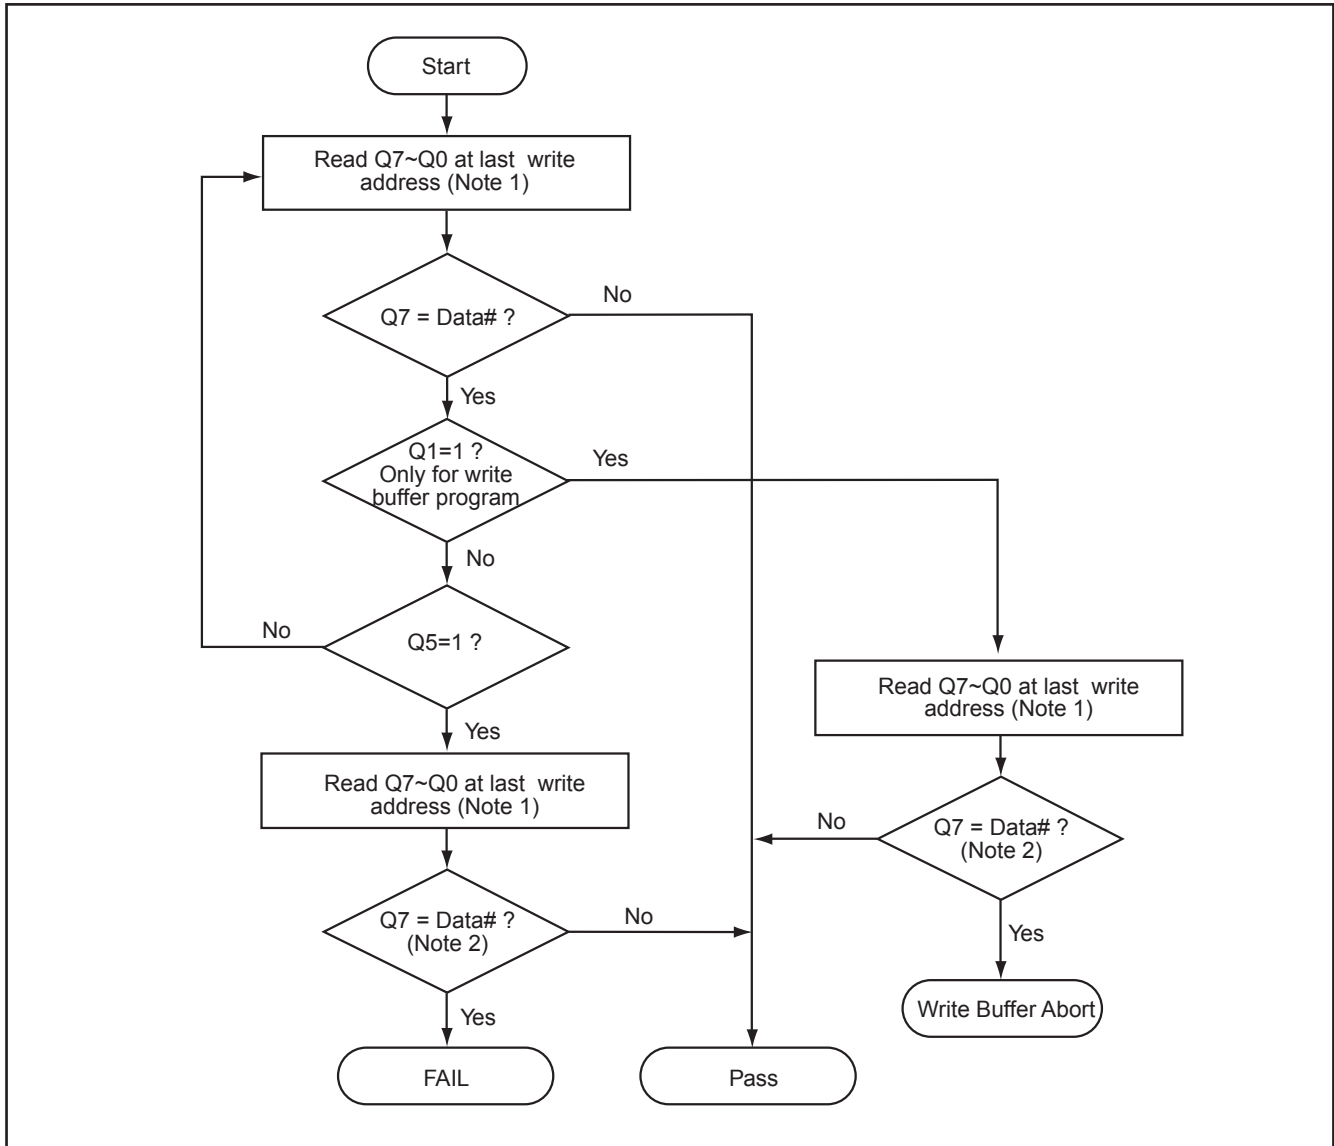 Start
Read Q7~Q0 at last write
address (Note 1)
Q7 = Data# ?
No
Yes
Q1=1 ?
Only for write
buffer program
Yes
No
Q5=1 ?
No
Yes
Read Q7~Q0 at last write
address (Note 1)
Read Q7~Q0 at last write
address (Note 1)
Q7 = Data# ?
(Note 2)
No
Yes
Q7 = Data# ?
(Note 2)
No
Yes
Write Buffer Abort
FAIL
Pass